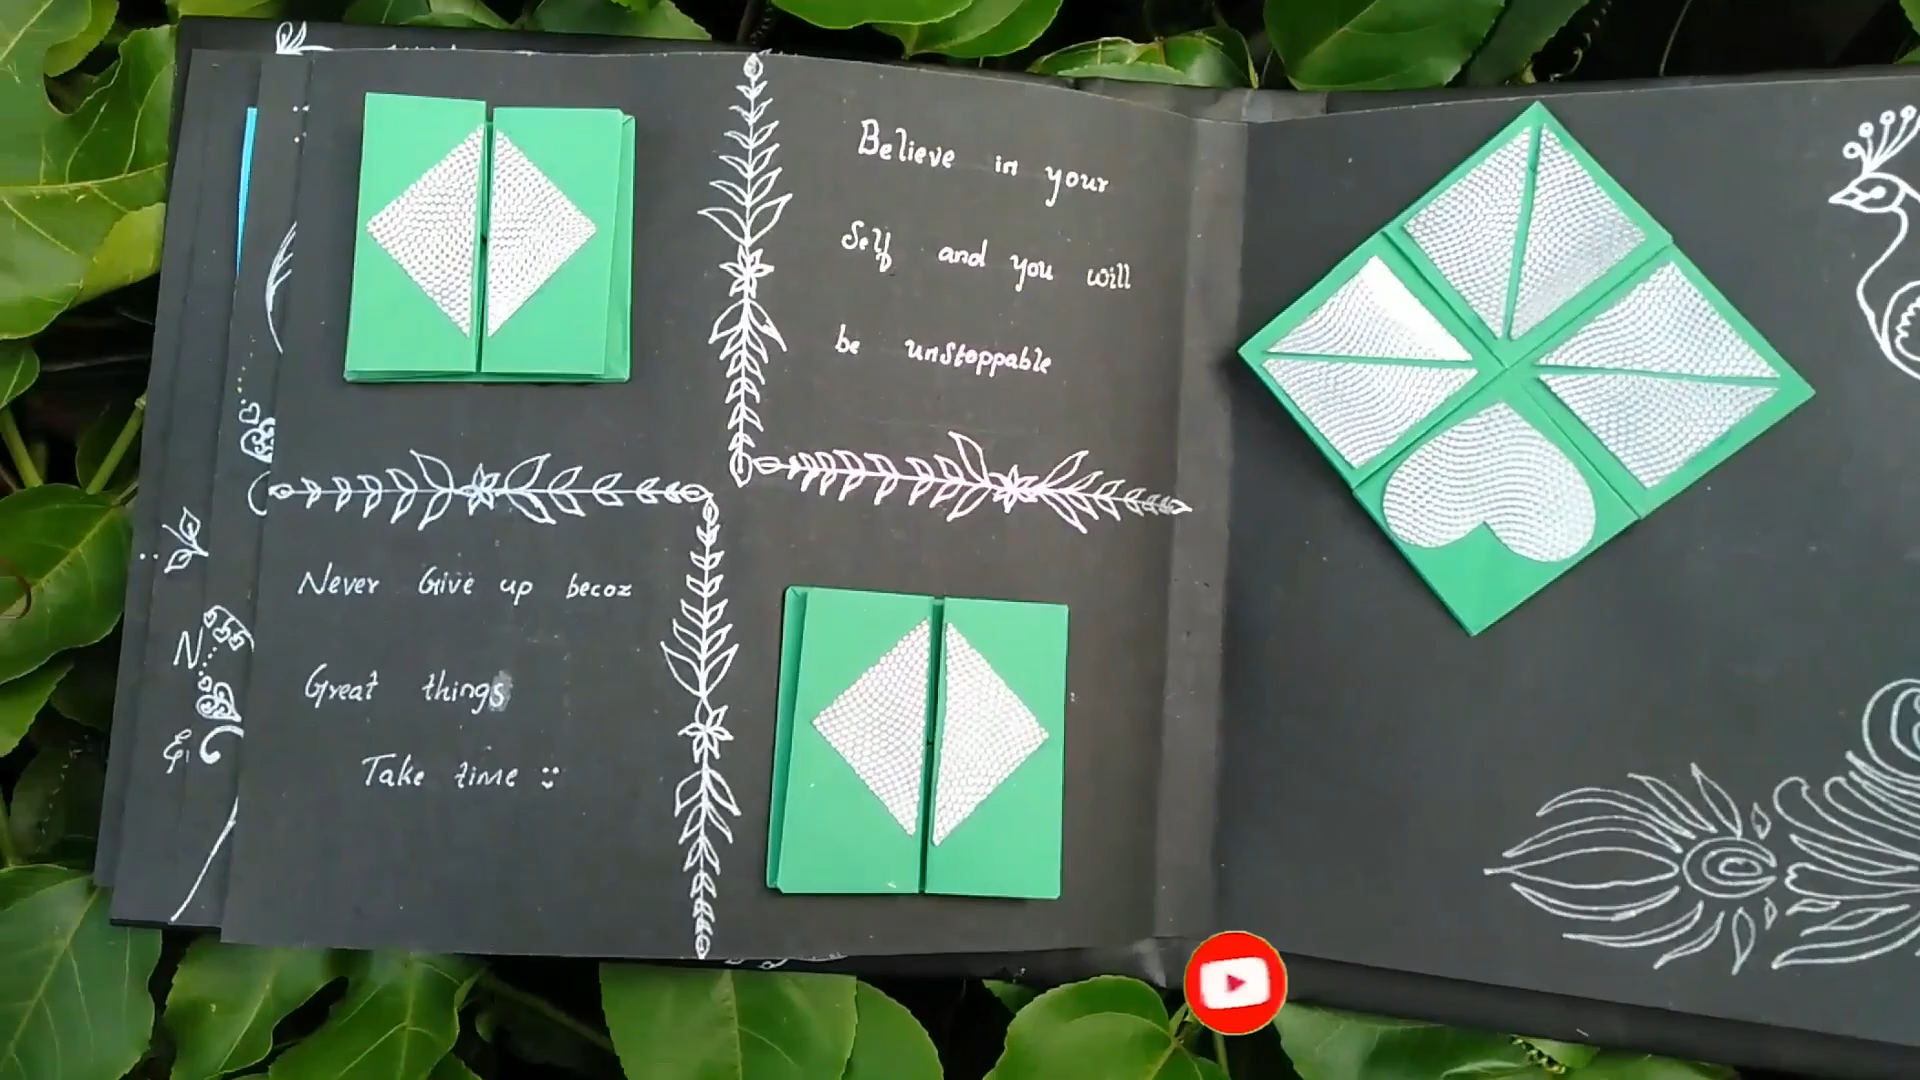 Believe in your
Self and you will
be unstoppable
Never Give up becoz
Great things
Take time :)
N